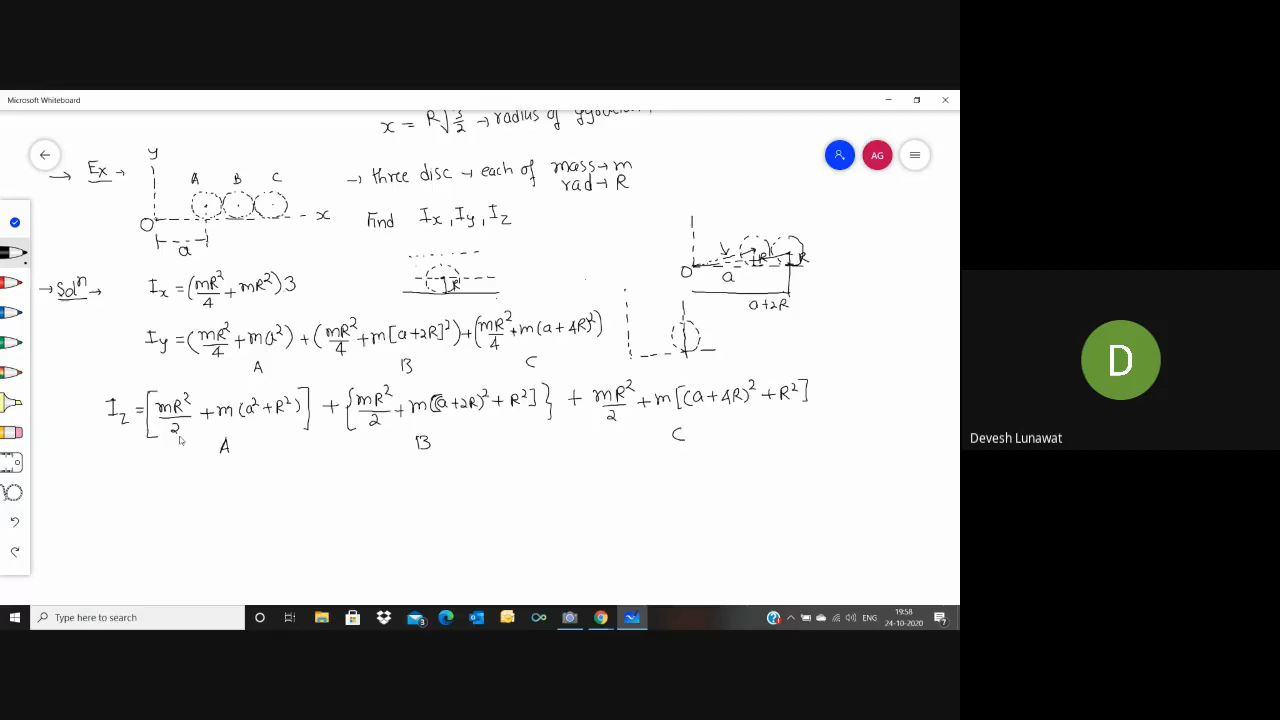 Microsoft Whiteboard
x = R√3/2 → radius of
AG
→ Ex →
y
A B C
→ three disc → each of mass → m
rad → R
O
x
a
Find Ix, Iy, Iz
R
O
a
R
R
a+2R
→ Solⁿ →
Ix = (mR²/4 + mR²)3
Iy = (mR²/4 + m(a²) + (mR²/4 + m[a+2R]²) + (mR²/4 + m(a+4R)²)
A B C
Iz = [mR²/2 + m(a²+R²)] + {mR²/2 + m((a+2R)² + R²]} + mR²/2 + m[(a+4R)² + R²]
A B C
D
Devesh Lunawat
Type here to search
3
ENG
19:58
24-10-2020
7